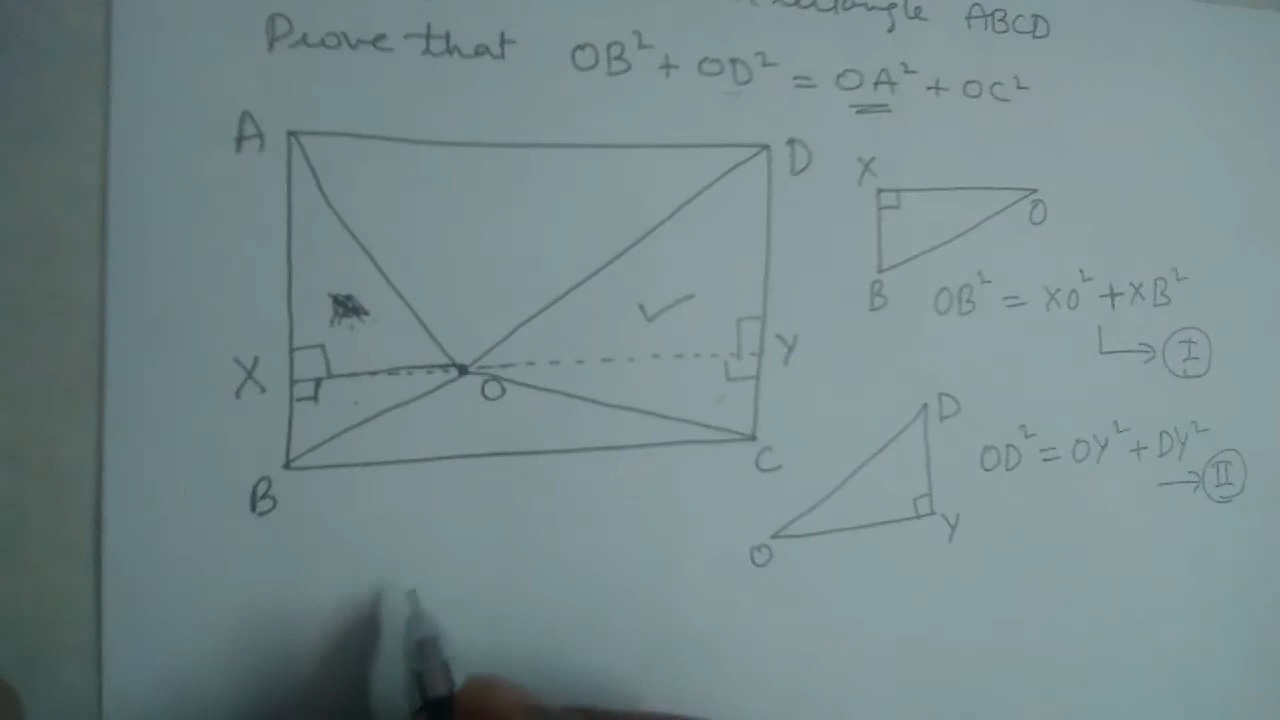 ABCD
Prove that OB² + OD² = OA² + OC²
A
D
X
O
B
OB² = XO² + XB²
I
X
Y
O
D
OD² = OY² + DY²
II
B
C
O
Y